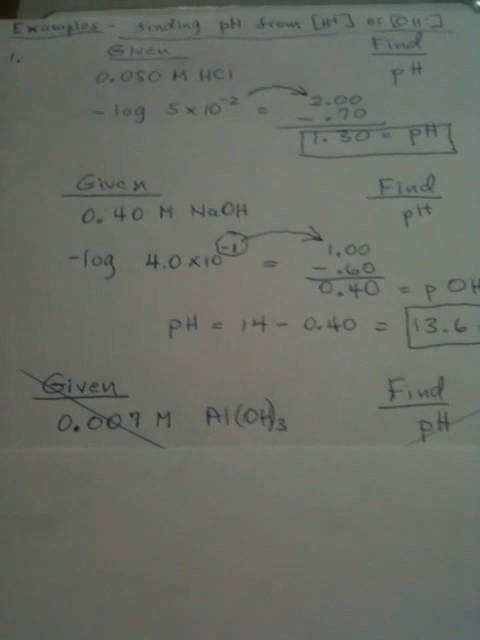 Examples - finding pH from [H+] or [OH-]
1. Given Find
0.050 M HCl pH
-log 5 x 10^-2 = 2.00
- .70
1.30 = pH
Given Find
0.40 M NaOH pH
-log 4.0 x 10^-1 = 1.00
- .60
0.40 = pOH
pH = 14 - 0.40 = 13.6
Given Find
0.007 M Al(OH)3 pH